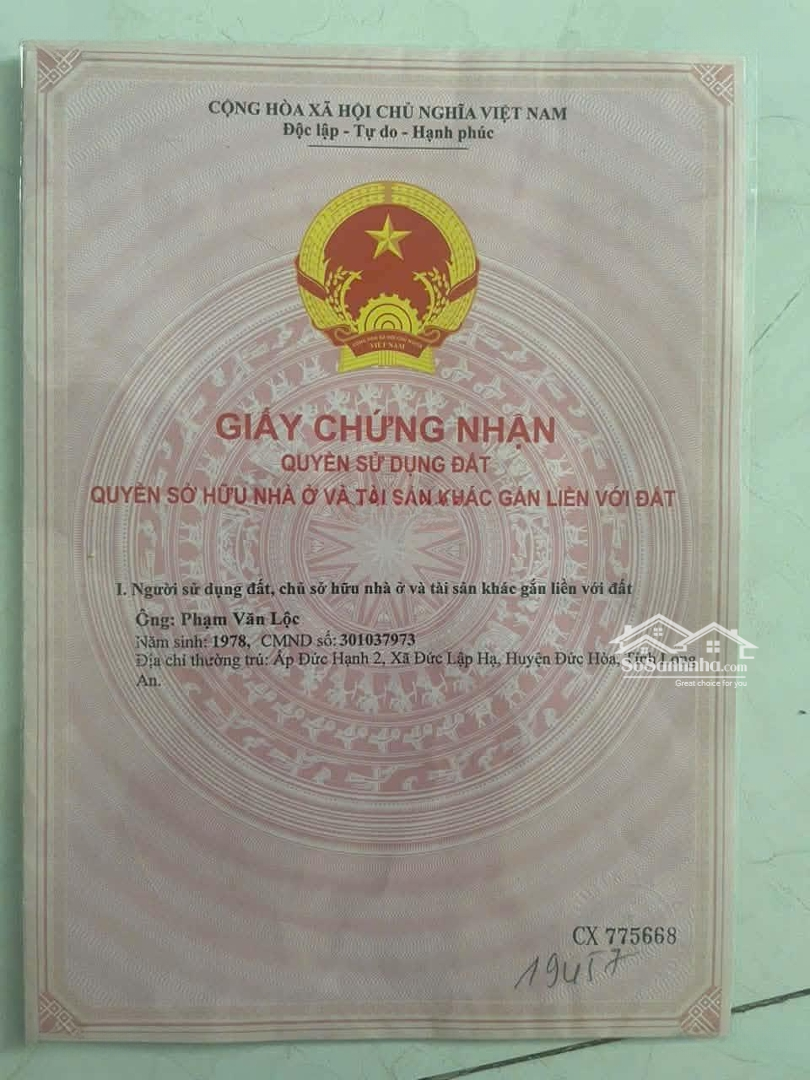 CỘNG HÒA XÃ HỘI CHỦ NGHĨA VIỆT NAM
Độc lập - Tự do - Hạnh phúc
VIỆT NAM
GIẤY CHỨNG NHẬN
QUYỀN SỬ DỤNG ĐẤT
QUYỀN SỞ HỮU NHÀ Ở VÀ TÀI SẢN KHÁC GẮN LIỀN VỚI ĐẤT
I. Người sử dụng đất, chủ sở hữu nhà ở và tài sản khác gắn liền với đất
Ông: Phạm Văn Lộc
Năm sinh: 1978, CMND số: 301037973
Địa chỉ thường trú: Ấp Đức Hạnh 2, Xã Đức Lập Hạ, Huyện Đức Hòa, Tỉnh Long
An.
Great choice for you
CX 775668